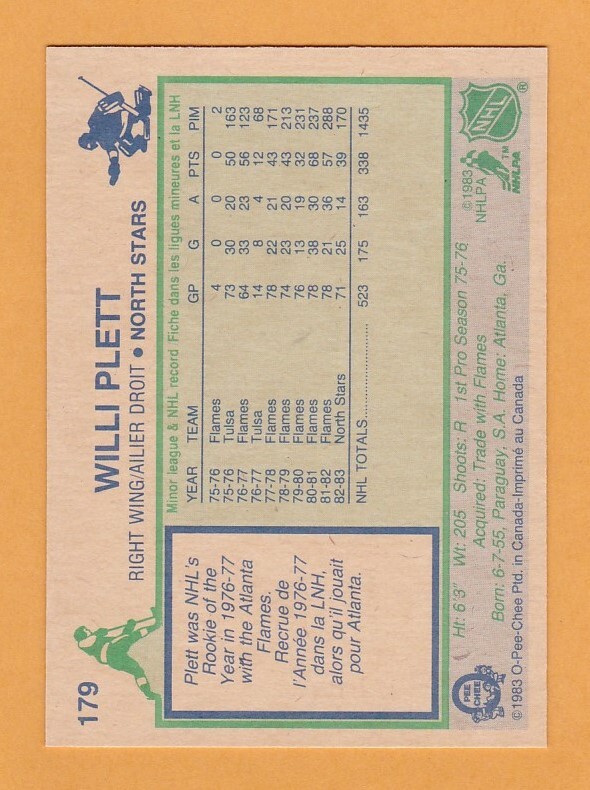 179
WILLI PLETT
RIGHT WING/AILIER DROIT • NORTH STARS
Plett was NHL's
Rookie of the
Year in 1976-77
with the Atlanta
Flames.
Recrue de
l'Année 1976-77
dans la LNH,
alors qu'il jouait
pour Atlanta.
Minor league & NHL record Fiche dans les ligues mineures et la LNH
YEAR TEAM GP G A PTS PIM
75-76 Flames 4 0 0 0 2
75-76 Tulsa 73 30 20 50 163
76-77 Flames 64 33 23 56 123
76-77 Tulsa 14 8 4 12 68
77-78 Flames 78 22 21 43 171
78-79 Flames 74 23 20 43 213
79-80 Flames 76 13 19 32 231
80-81 Flames 78 38 30 68 237
81-82 Flames 78 21 36 57 288
82-83 North Stars 71 25 14 39 170
NHL TOTALS.................... 523 175 163 338 1435
Ht: 6'3" Wt: 205 Shoots: R 1st Pro Season 75-76
Acquired: Trade with Flames
Born: 6-7-55, Paraguay, S.A. Home: Atlanta, Ga.
©1983 O-Pee-Chee Ptd. in Canada-Imprimé au Canada
O
PEE
CHEE
©1983
NHLPA
TM
NHLPA
NHL
®